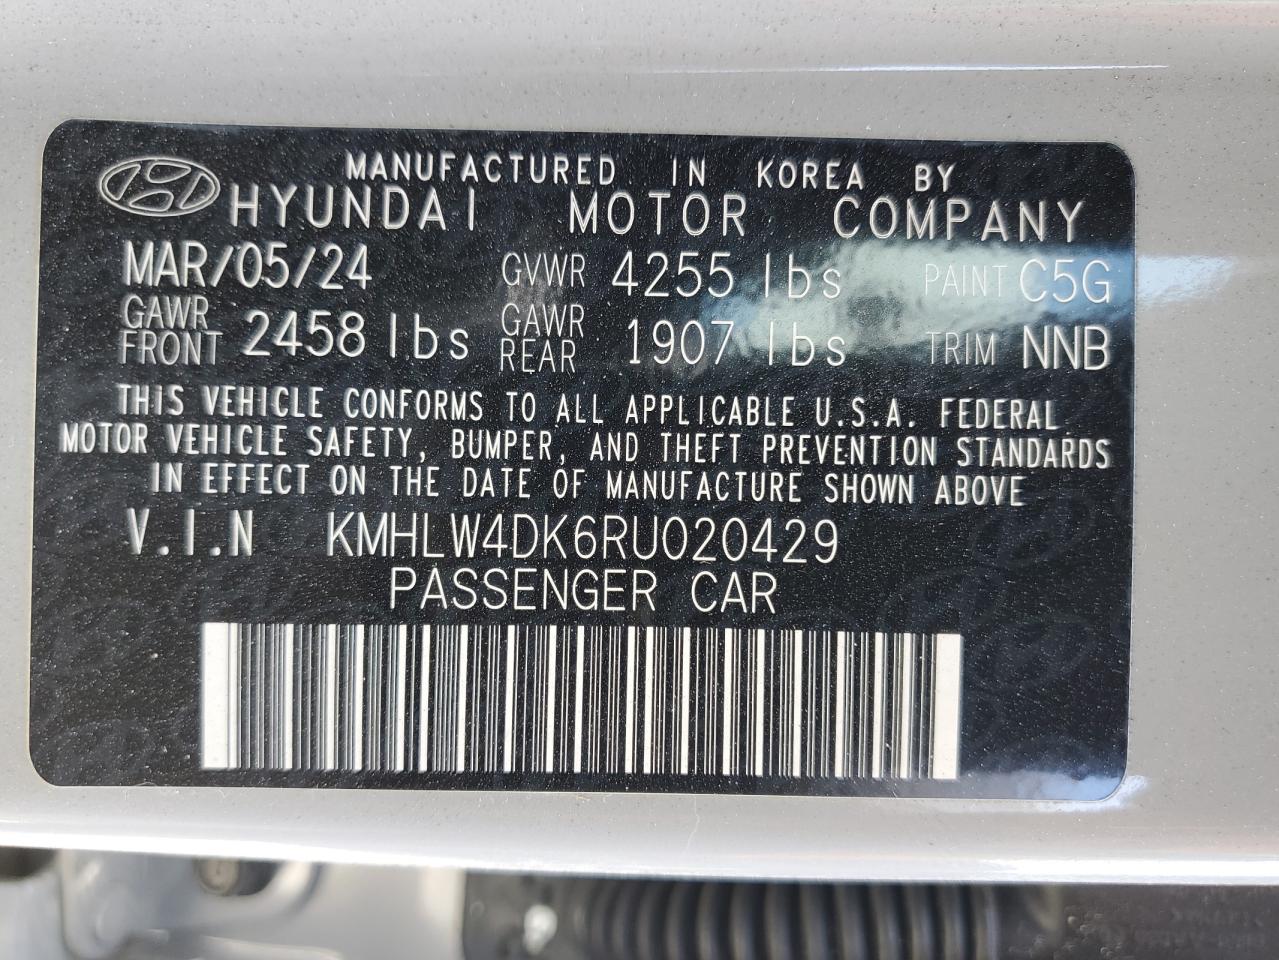 MANUFACTURED IN KOREA BY
HYUNDAI MOTOR COMPANY
MAR/05/24 GVWR 4255 lbs PAINT C5G
GAWR FRONT 2458 lbs GAWR REAR 1907 lbs TRIM NNB
THIS VEHICLE CONFORMS TO ALL APPLICABLE U.S.A. FEDERAL
MOTOR VEHICLE SAFETY, BUMPER, AND THEFT PREVENTION STANDARDS
IN EFFECT ON THE DATE OF MANUFACTURE SHOWN ABOVE
V.I.N KMHLW4DK6RU020429
PASSENGER CAR